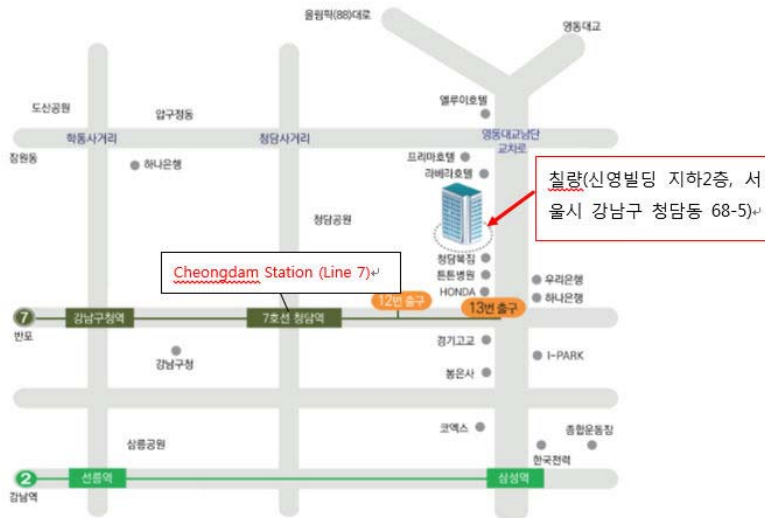 올림픽(88)대로
영동대교
도산공원
압구정동
엘루이호텔
학동사거리
청담사거리
영동대교남단
교차로
잠원동
하나은행
프리마호텔
라베라호텔
칠량(신영빌딩 지하2층, 서
울시 강남구 청담동 68-5)↵
청담공원
청담복집
Cheongdam Station (Line 7)↵
튼튼병원
우리은행
HONDA
하나은행
12번 출구
13번 출구
7
강남구청역
7호선 청담역
반포
강남구청
경기고교
I-PARK
봉은사
삼릉공원
코엑스
종합운동장
한국전력
2
선릉역
삼성역
강남역